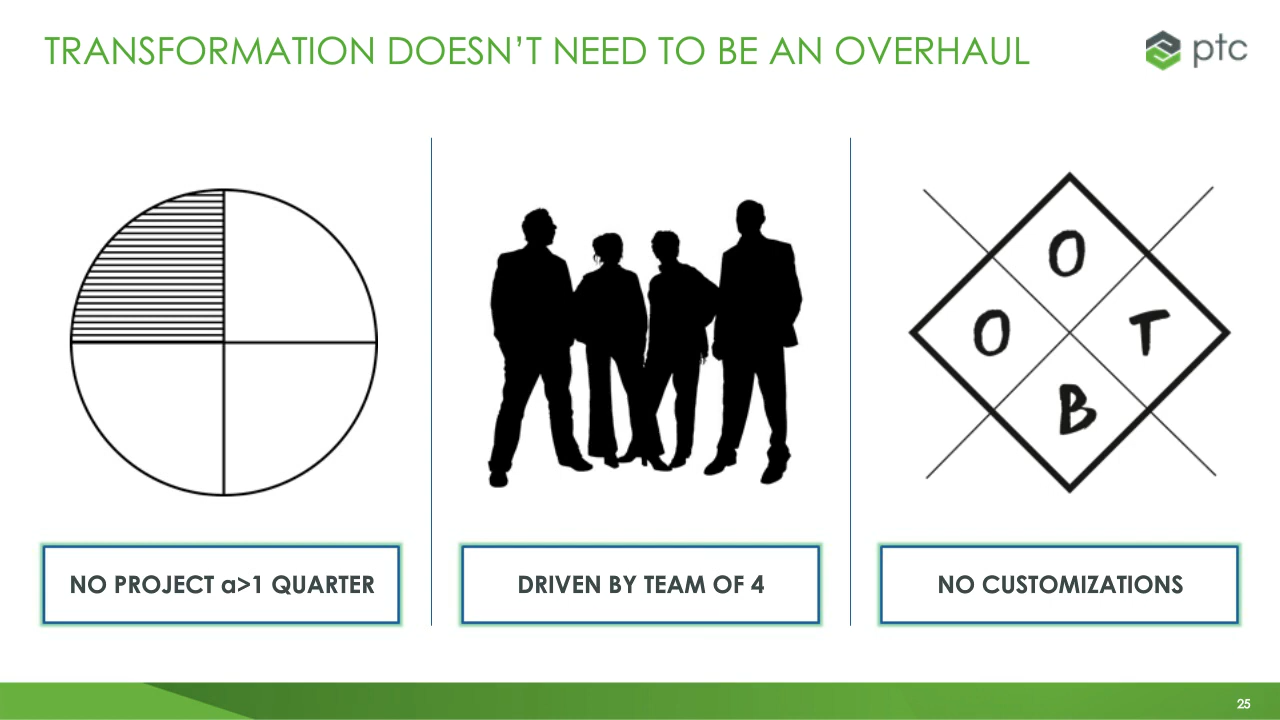 TRANSFORMATION DOESN'T NEED TO BE AN OVERHAUL
ptc
O
O T
B
NO PROJECT a>1 QUARTER
DRIVEN BY TEAM OF 4
NO CUSTOMIZATIONS
25